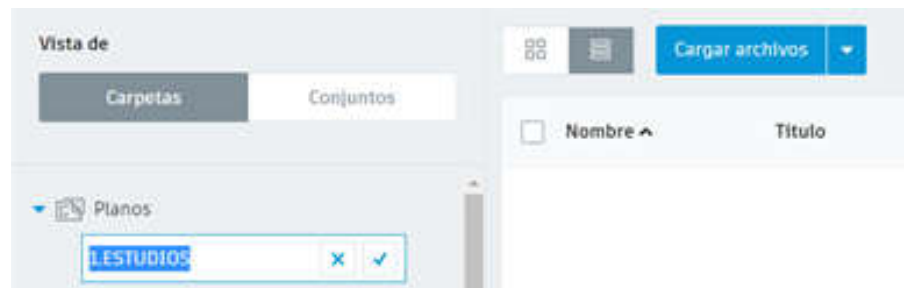 Vista de
Carpetas Conjuntos
Cargar archivos
Nombre Título
Planos
1.ESTUDIOS